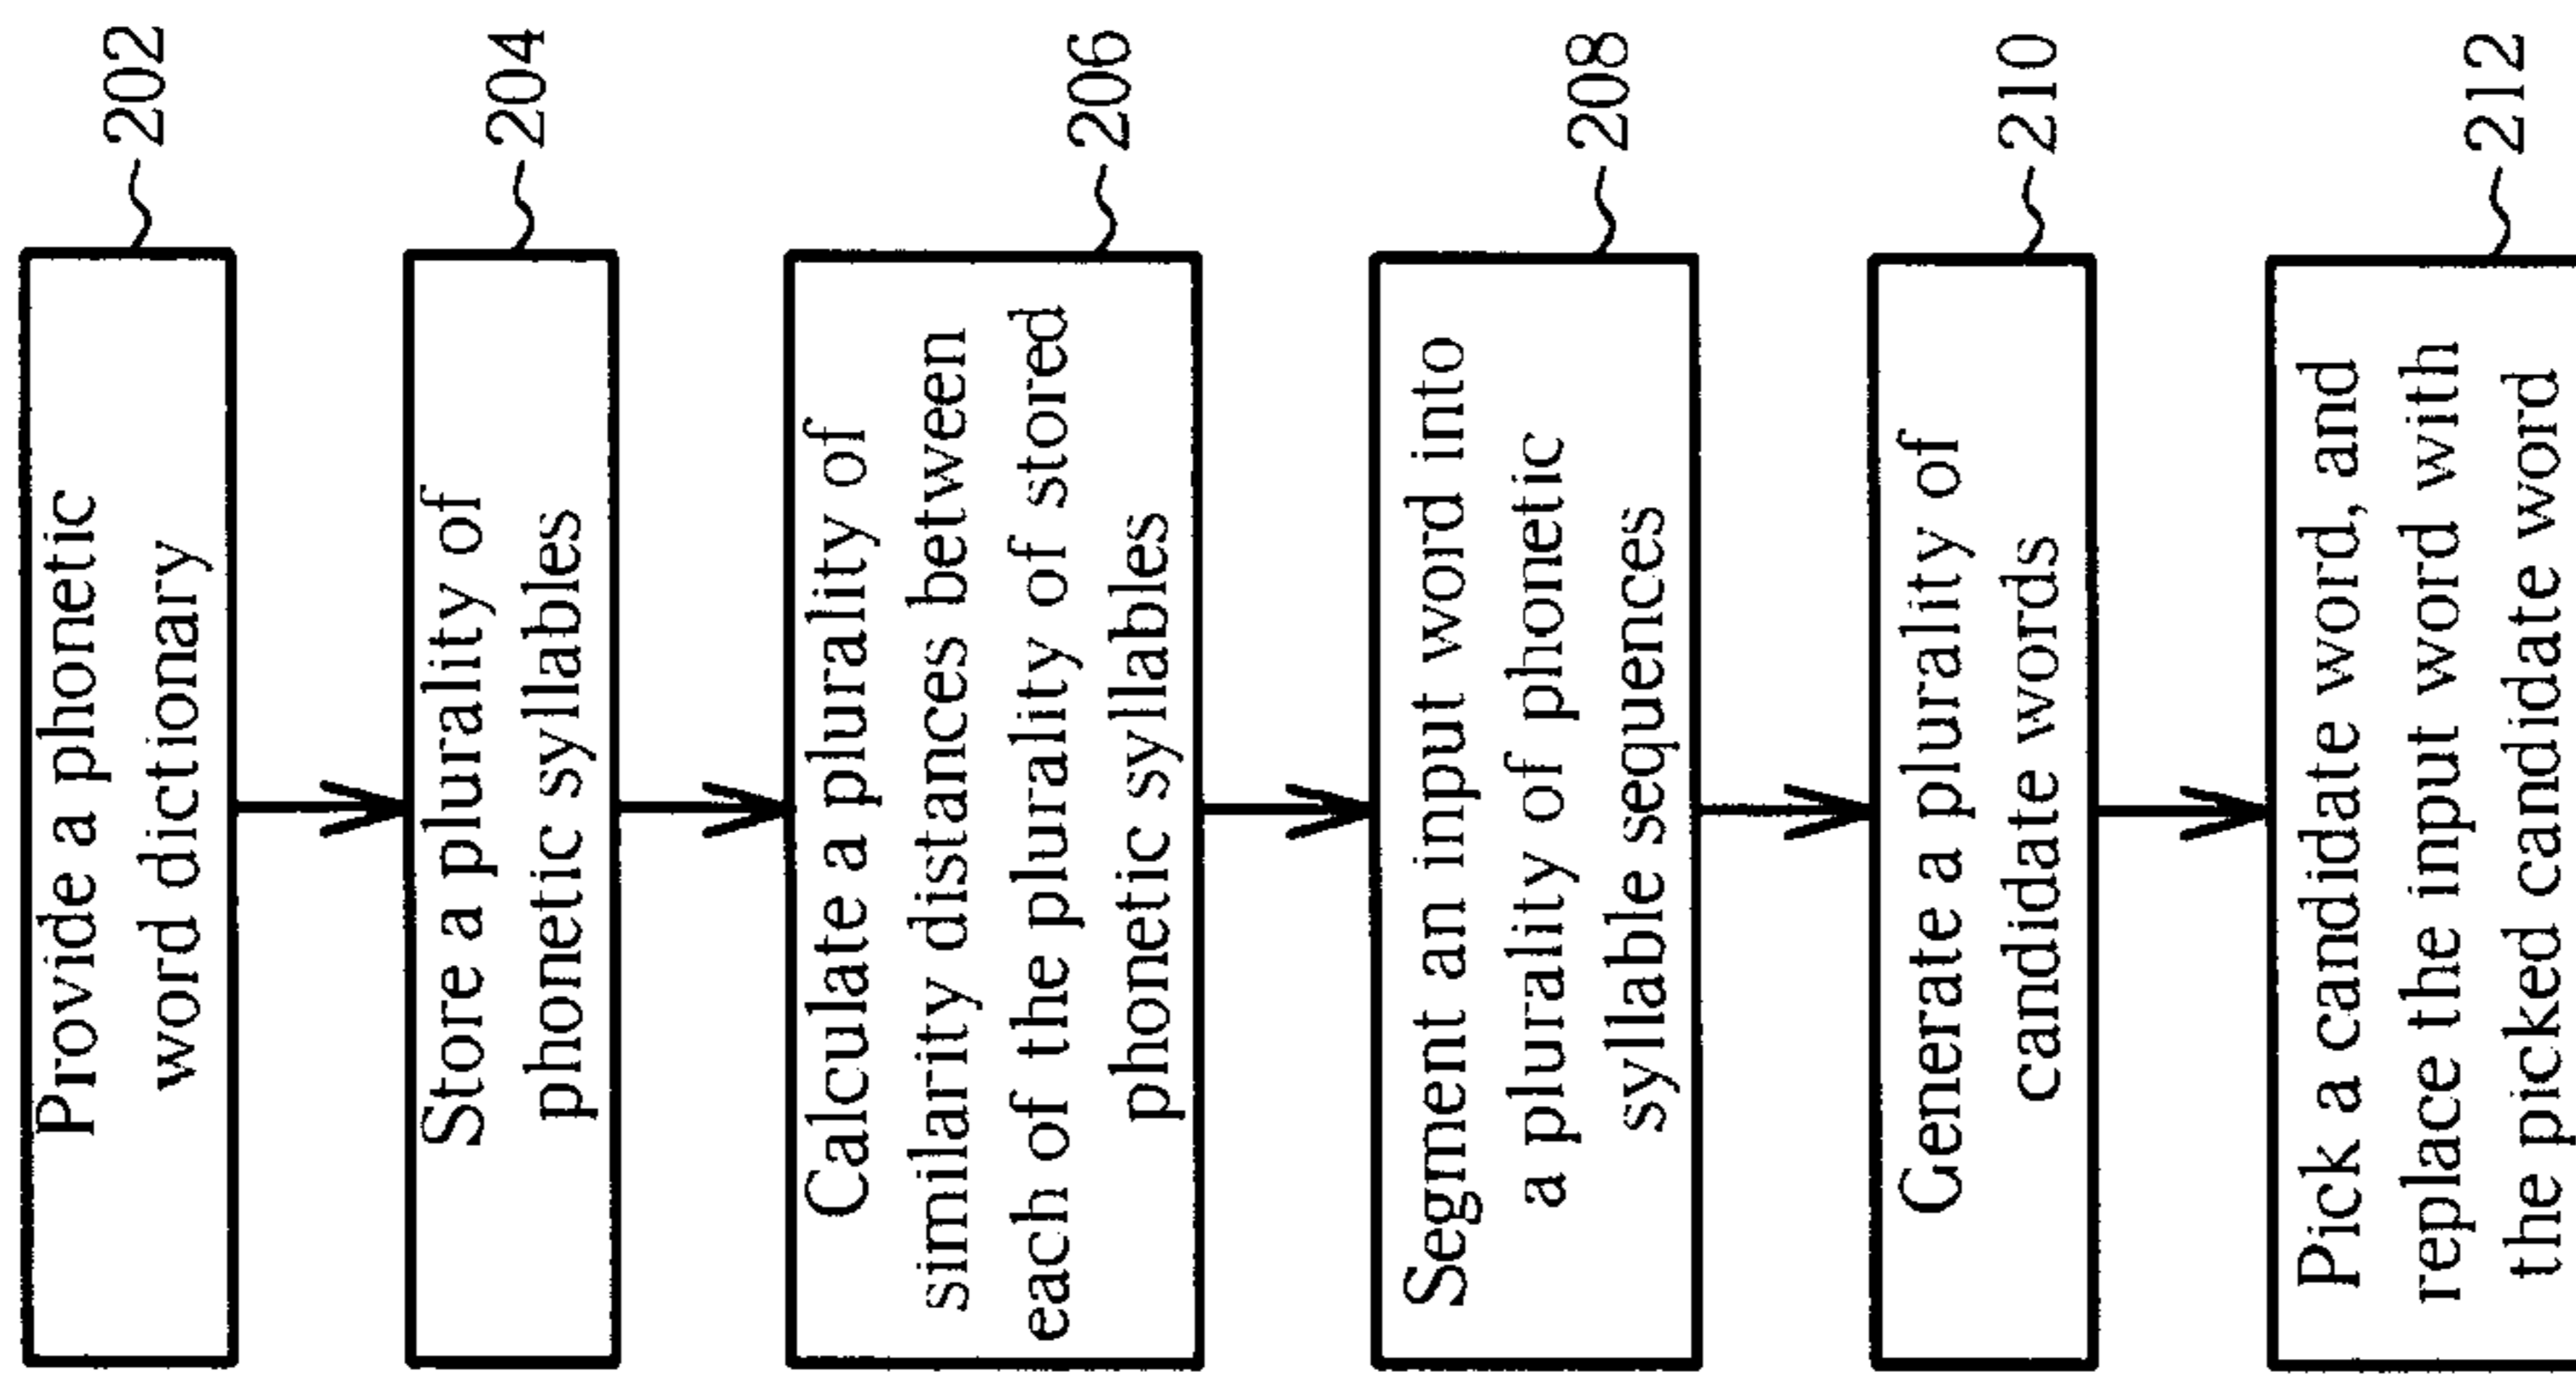 Provide a phonetic
word dictionary
202
Store a plurality of
phonetic syllables
204
Calculate a plurality of
similarity distances between
each of the plurality of stored
phonetic syllables
206
Segment an input word into
a plurality of phonetic
syllable sequences
208
Generate a plurality of
candidate words
210
Pick a candidate word, and
replace the input word with
the picked candidate word
212